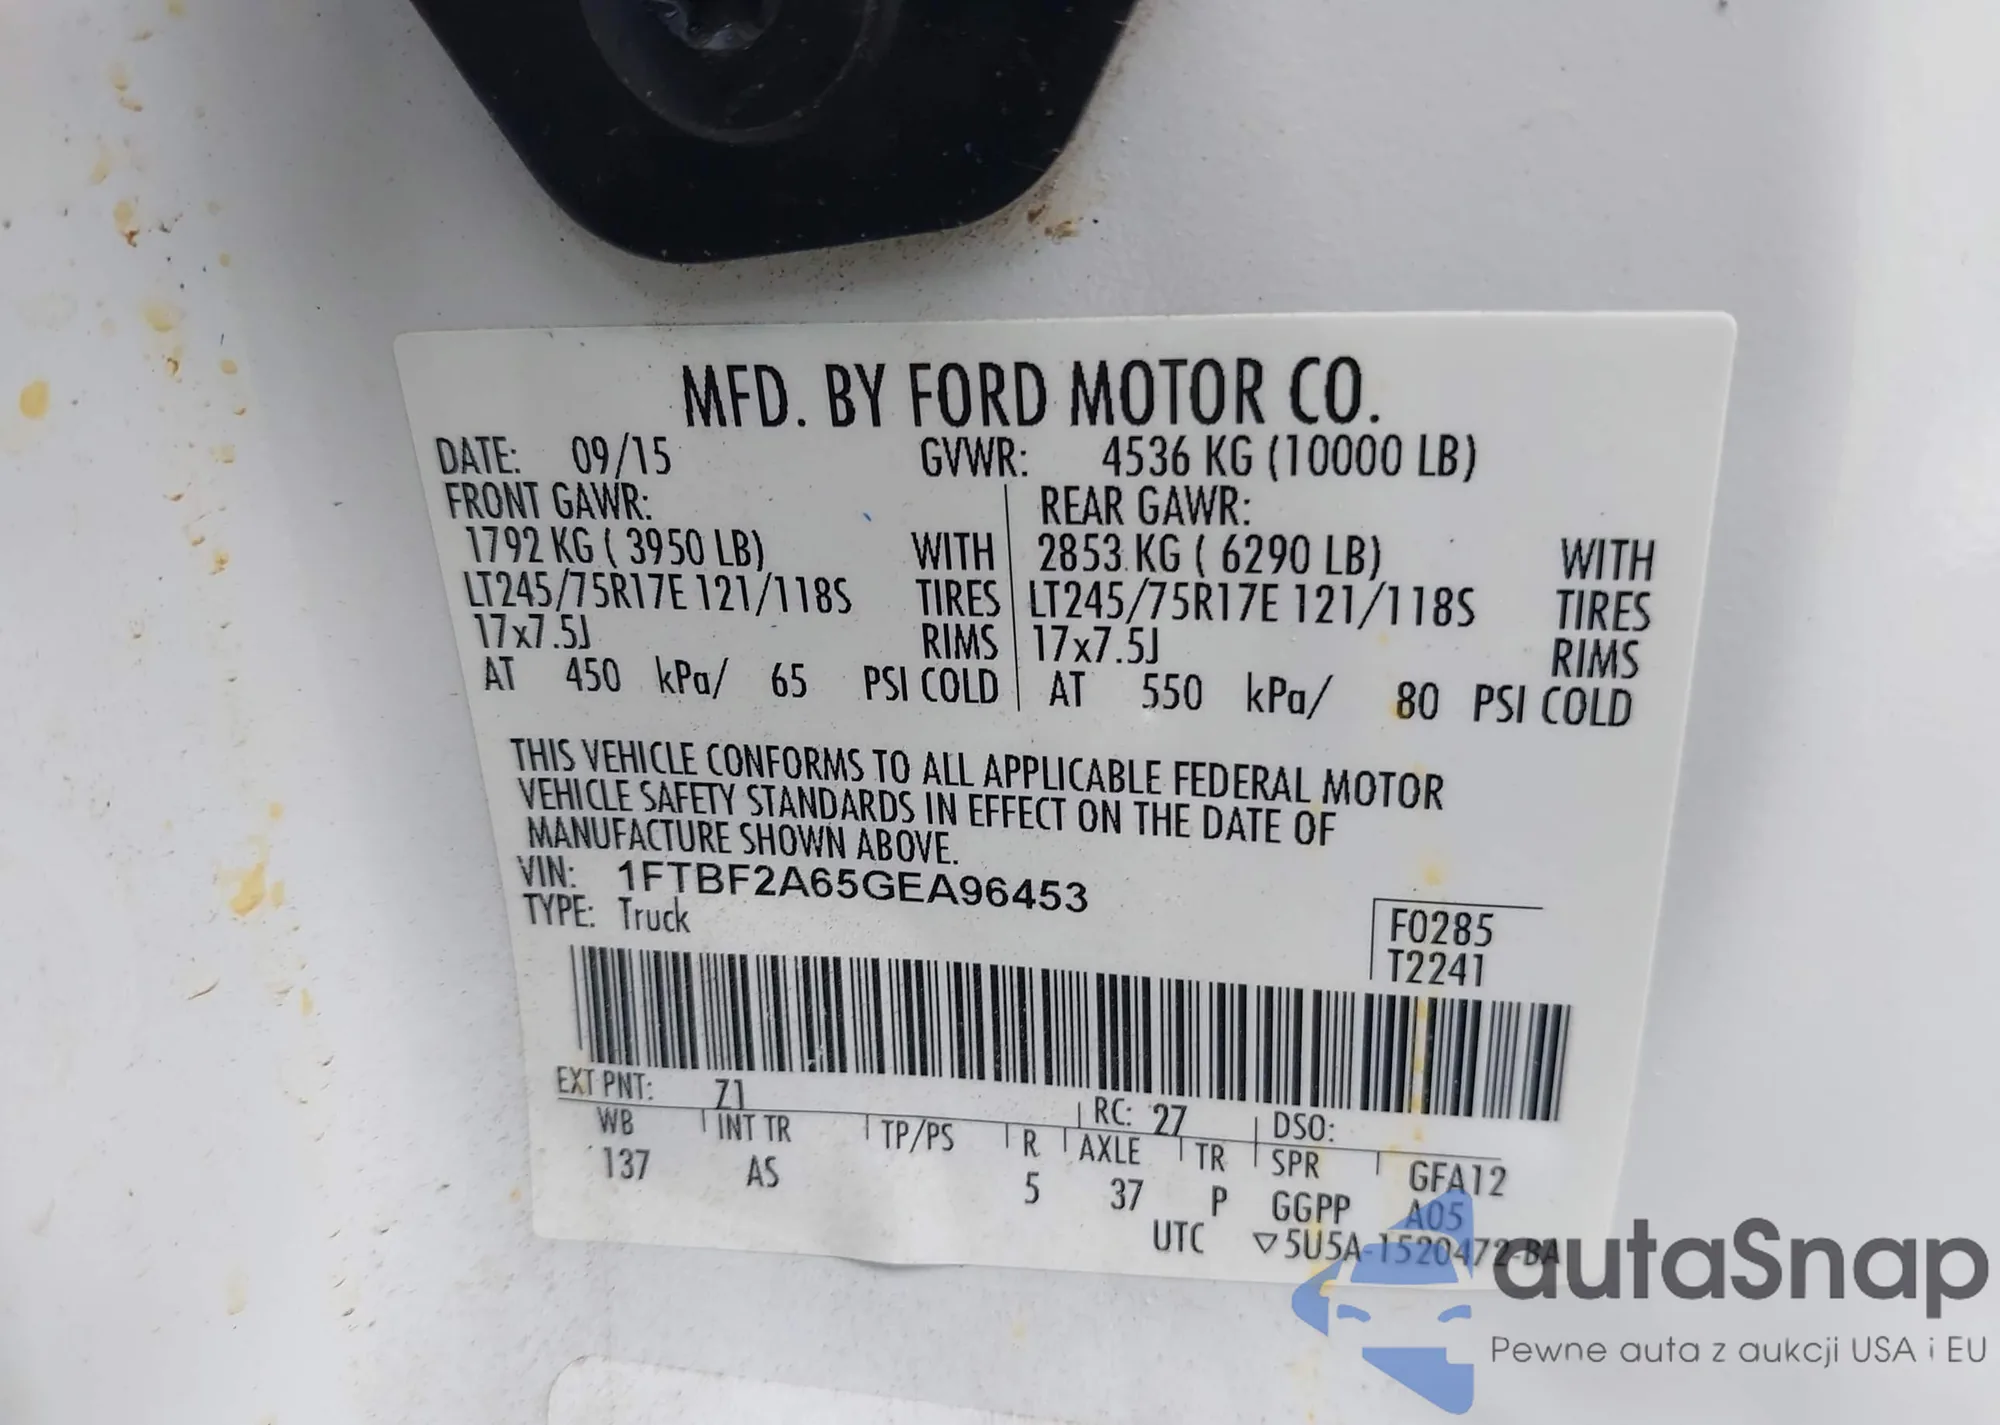 MFD. BY FORD MOTOR CO.
DATE: 09/15 GVWR: 4536 KG (10000 LB)
FRONT GAWR: REAR GAWR:
1792 KG ( 3950 LB) WITH 2853 KG ( 6290 LB) WITH
LT245/75R17E 121/118S TIRES LT245/75R17E 121/118S TIRES
17x7.5J RIMS 17x7.5J RIMS
AT 450 kPa/ 65 PSI COLD AT 550 kPa/ 80 PSI COLD
THIS VEHICLE CONFORMS TO ALL APPLICABLE FEDERAL MOTOR
VEHICLE SAFETY STANDARDS IN EFFECT ON THE DATE OF
MANUFACTURE SHOWN ABOVE.
VIN: 1FTBF2A65GEA96453
TYPE: Truck
F0285
T2241
EXT PNT: Z1 RC: 27 DSO:
WB INT TR TP/PS R AXLE TR SPR GFA12
137 AS 5 37 P GGPP A05
UTC ▽5U5A-1520472-BA
autaSnap
Pewne auta z aukcji USA i EU